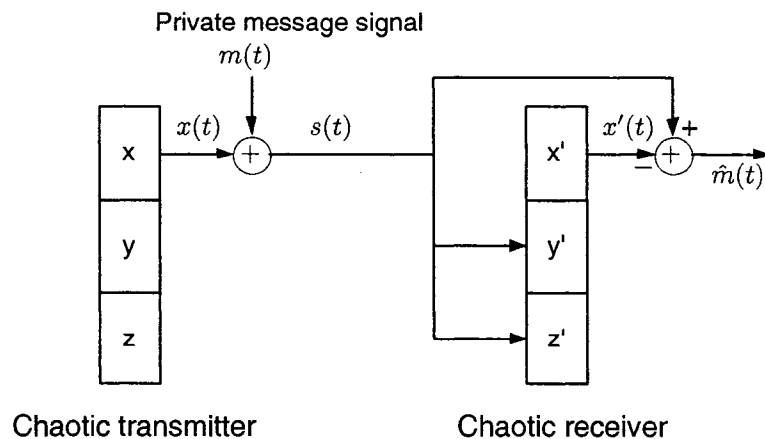 Private message signal
m(t)
x(t)
s(t)
x'(t)
+
x
+
x'
+
−
m̂(t)
y
y'
z
z'
Chaotic transmitter
Chaotic receiver